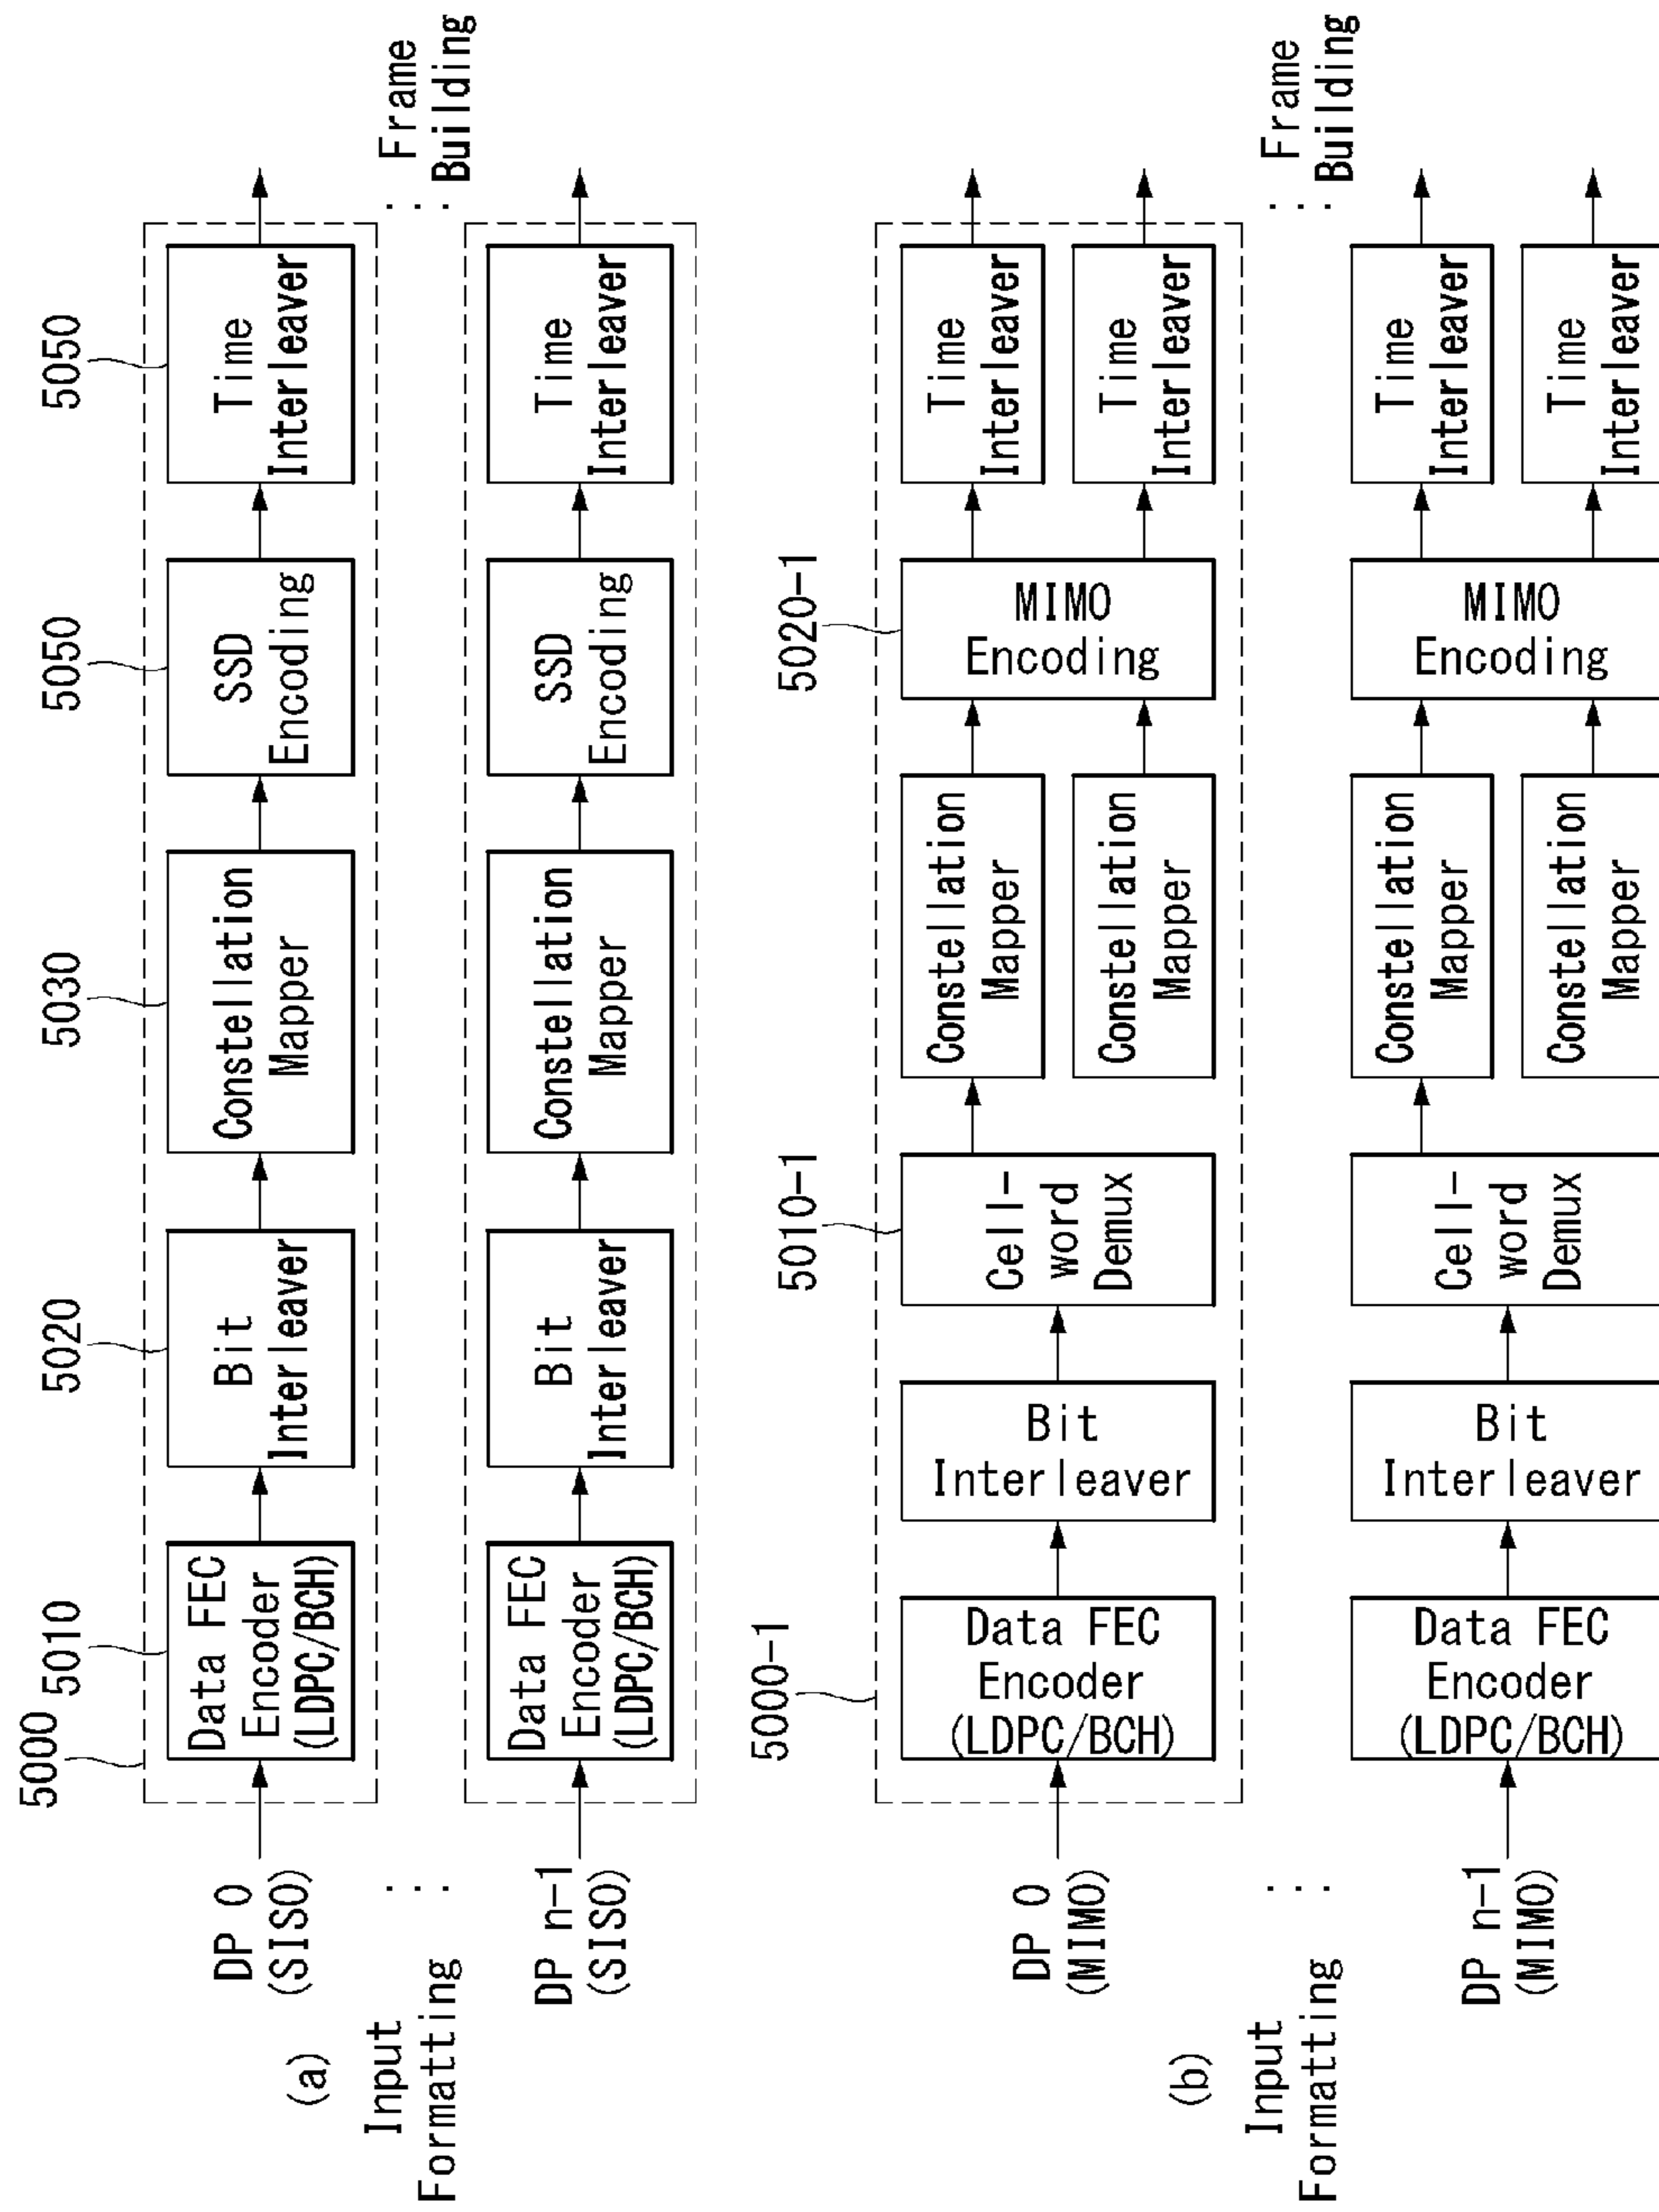 (a)
Input
Formatting
5000
5010
5020
5030
5050
5050
DP 0
(SISO)
Data FEC
Encoder
(LDPC/BCH)
Bit
Interleaver
Constellation
Mapper
SSD
Encoding
Time
Interleaver
⋮
Frame
Building
DP n-1
(SISO)
Data FEC
Encoder
(LDPC/BCH)
Bit
Interleaver
Constellation
Mapper
SSD
Encoding
Time
Interleaver
(b)
Input
Formatting
5000-1
5010-1
5020-1
DP 0
(MIMO)
Data FEC
Encoder
(LDPC/BCH)
Bit
Interleaver
Cell-
word
Demux
Constellation
Mapper
Constellation
Mapper
MIMO
Encoding
Time
Interleaver
Time
Interleaver
⋮
Frame
Building
DP n-1
(MIMO)
Data FEC
Encoder
(LDPC/BCH)
Bit
Interleaver
Cell-
word
Demux
Constellation
Mapper
Constellation
Mapper
MIMO
Encoding
Time
Interleaver
Time
Interleaver